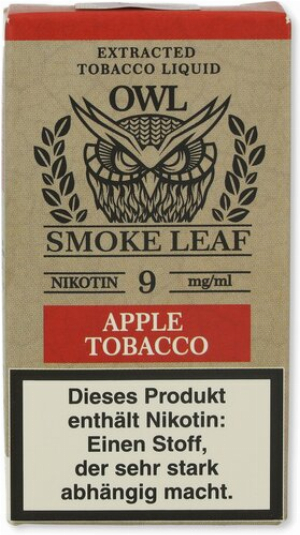 EXTRACTED
TOBACCO LIQUID
OWL
SMOKE LEAF
NIKOTIN 9 mg/ml
APPLE
TOBACCO
Dieses Produkt
enthält Nikotin:
Einen Stoff,
der sehr stark
abhängig macht.